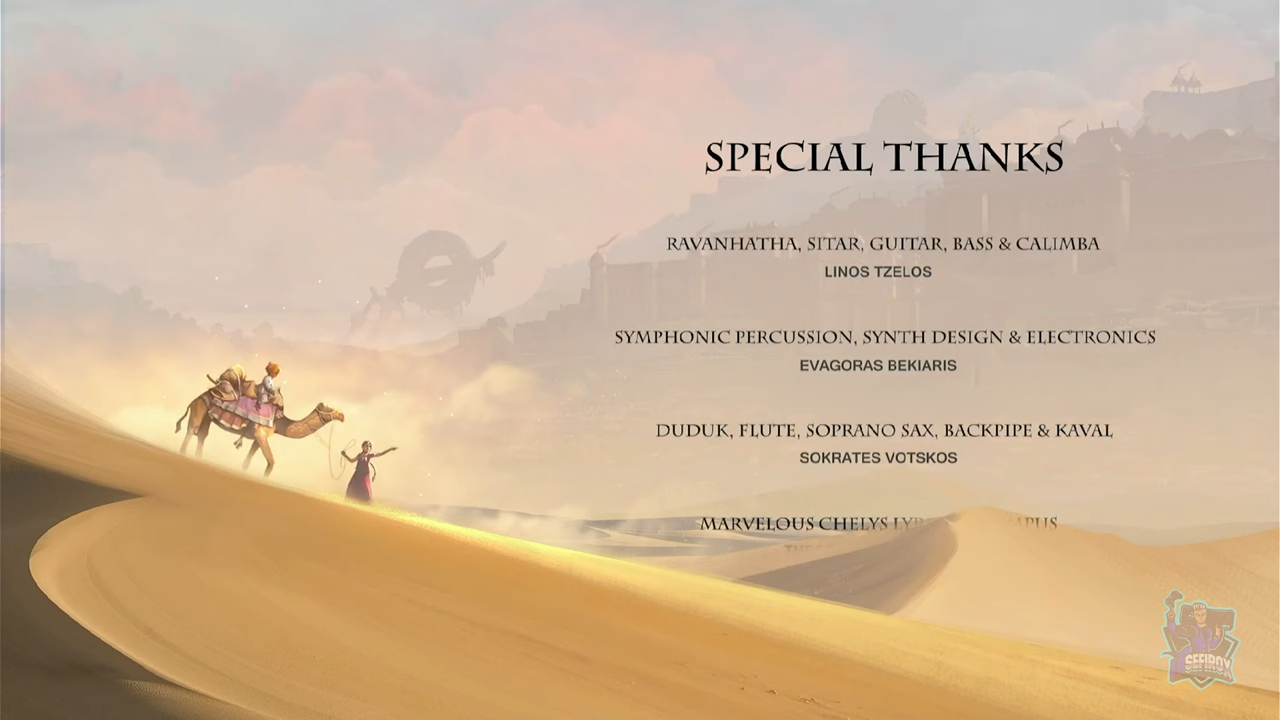 SPECIAL THANKS
RAVANHATHA, SITAR, GUITAR, BASS & CALIMBA
LINOS TZELOS
SYMPHONIC PERCUSSION, SYNTH DESIGN & ELECTRONICS
EVAGORAS BEKIARIS
DUDUK, FLUTE, SOPRANO SAX, BACKPIPE & KAVAL
SOKRATES VOTSKOS
MARVELOUS CHELYS
SEFIROX